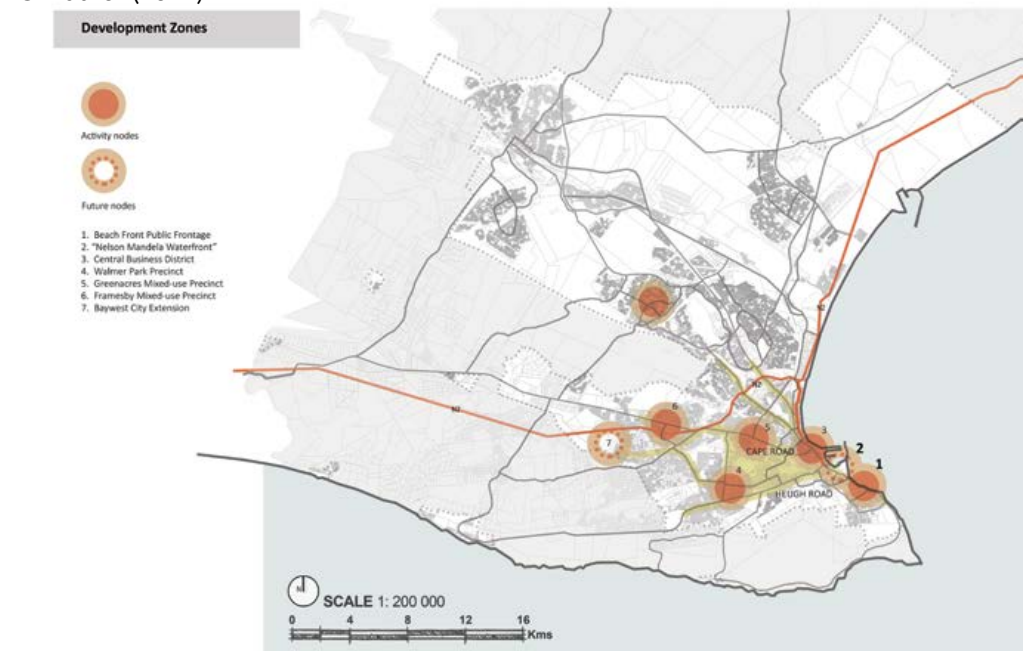 Development Zones
Activity nodes
Future nodes
1. Beach Front Public Frontage
2. "Nelson Mandela Waterfront"
3. Central Business District
4. Walmer Park Precinct
5. Greenacres Mixed-use Precinct
6. Framesby Mixed-use Precinct
7. Baywest City Extension
N2
N2
N2
6
7
5
3
2
CAPE ROAD
1
4
HEUGH ROAD
N
SCALE 1: 200 000
0 4 8 12 16
Kms